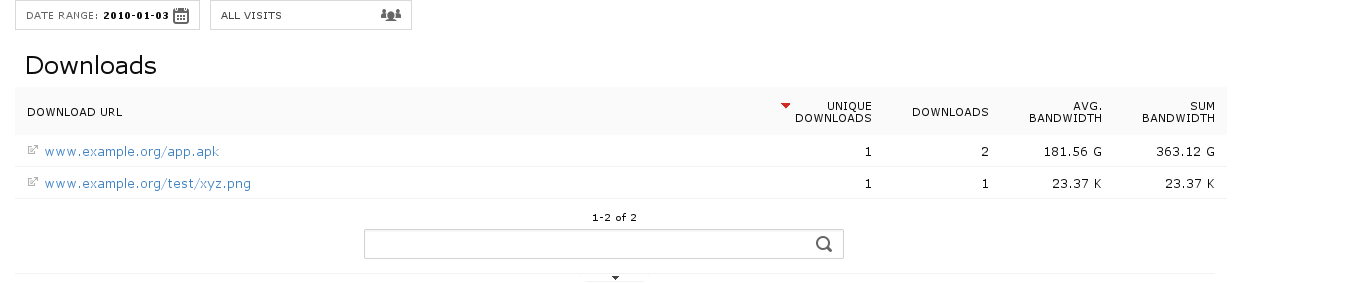 DATE RANGE: 2010-01-03 ALL VISITS
Downloads
DOWNLOAD URL UNIQUE DOWNLOADS DOWNLOADS AVG. BANDWIDTH SUM BANDWIDTH
www.example.org/app.apk 1 2 181.56 G 363.12 G
www.example.org/test/xyz.png 1 1 23.37 K 23.37 K
1-2 of 2